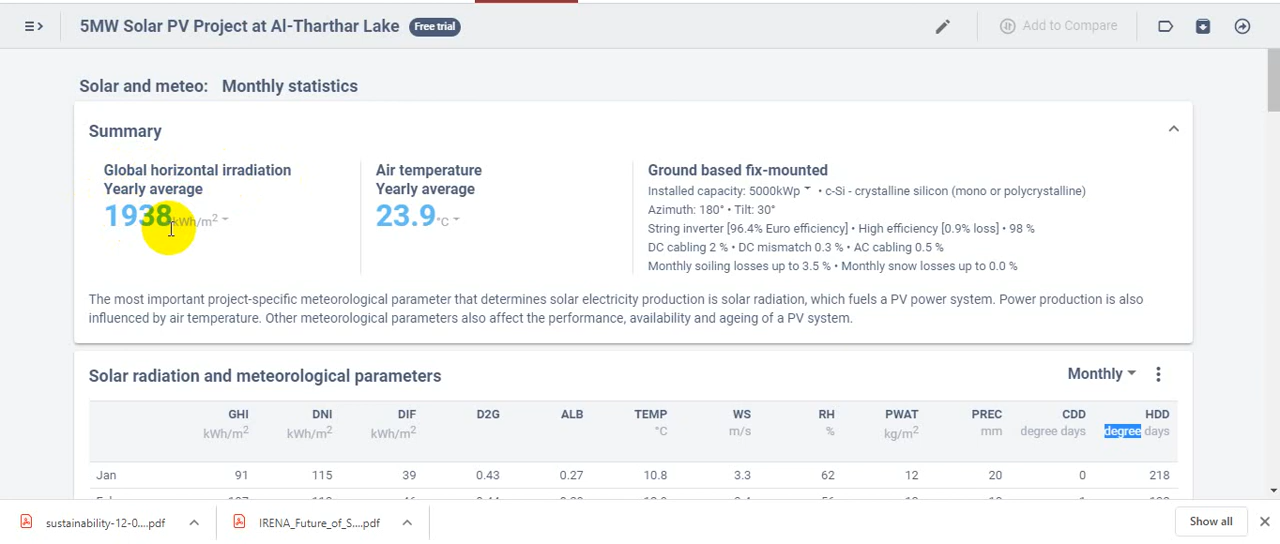 5MW Solar PV Project at Al-Tharthar Lake Free trial
Add to Compare
Solar and meteo: Monthly statistics
Summary
Global horizontal irradiation
Yearly average
1938 kWh/m²
Air temperature
Yearly average
23.9 °C
Ground based fix-mounted
Installed capacity: 5000kWp • c-Si - crystalline silicon (mono or polycrystalline)
Azimuth: 180° • Tilt: 30°
String inverter [96.4% Euro efficiency] • High efficiency [0.9% loss] • 98 %
DC cabling 2 % • DC mismatch 0.3 % • AC cabling 0.5 %
Monthly soiling losses up to 3.5 % • Monthly snow losses up to 0.0 %
The most important project-specific meteorological parameter that determines solar electricity production is solar radiation, which fuels a PV power system. Power production is also
influenced by air temperature. Other meteorological parameters also affect the performance, availability and ageing of a PV system.
Solar radiation and meteorological parameters
Monthly
GHI DNI DIF D2G ALB TEMP WS RH PWAT PREC CDD HDD
kWh/m² kWh/m² kWh/m² °C m/s % kg/m² mm degree days degree days
Jan 91 115 39 0.43 0.27 10.8 3.3 62 12 20 0 218
sustainability-12-0....pdf
IRENA_Future_of_S....pdf
Show all